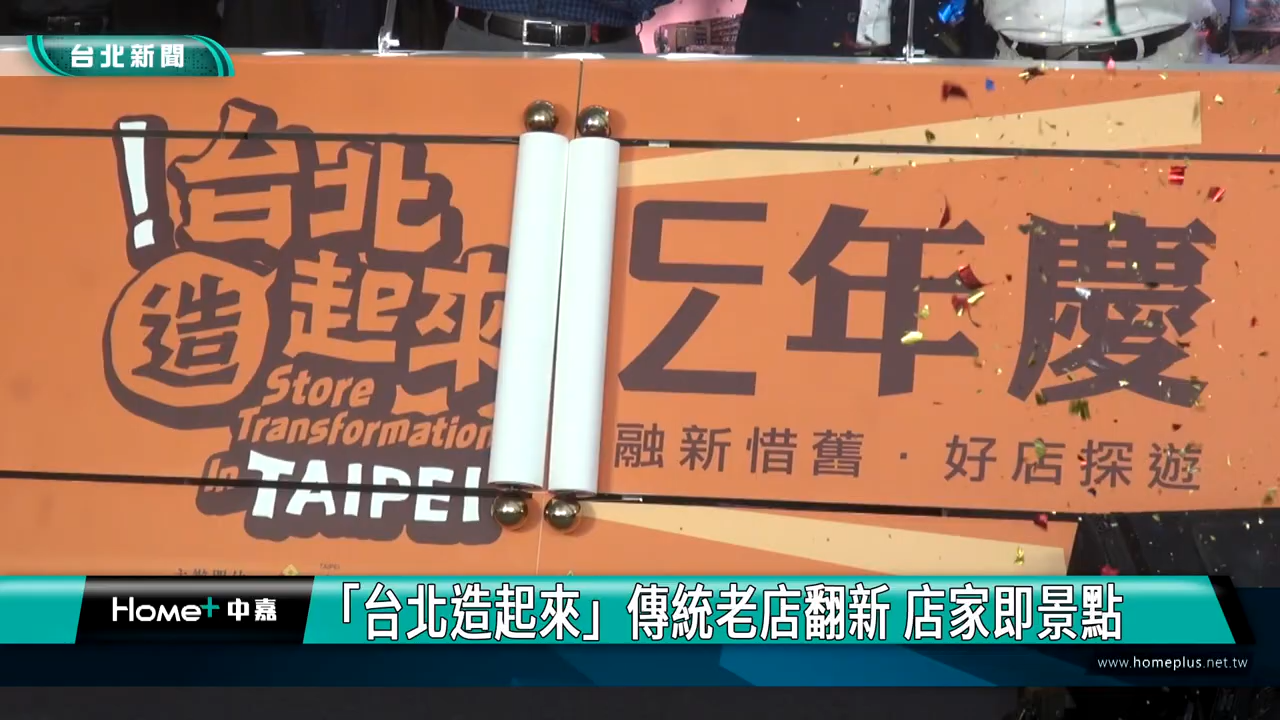 台北新聞
!台北
造起來
Store
Transformation
In TAIPEI
年慶
融新惜舊·好店探遊
Home+中嘉
「台北造起來」傳統老店翻新 店家即景點
www.homeplus.net.tw